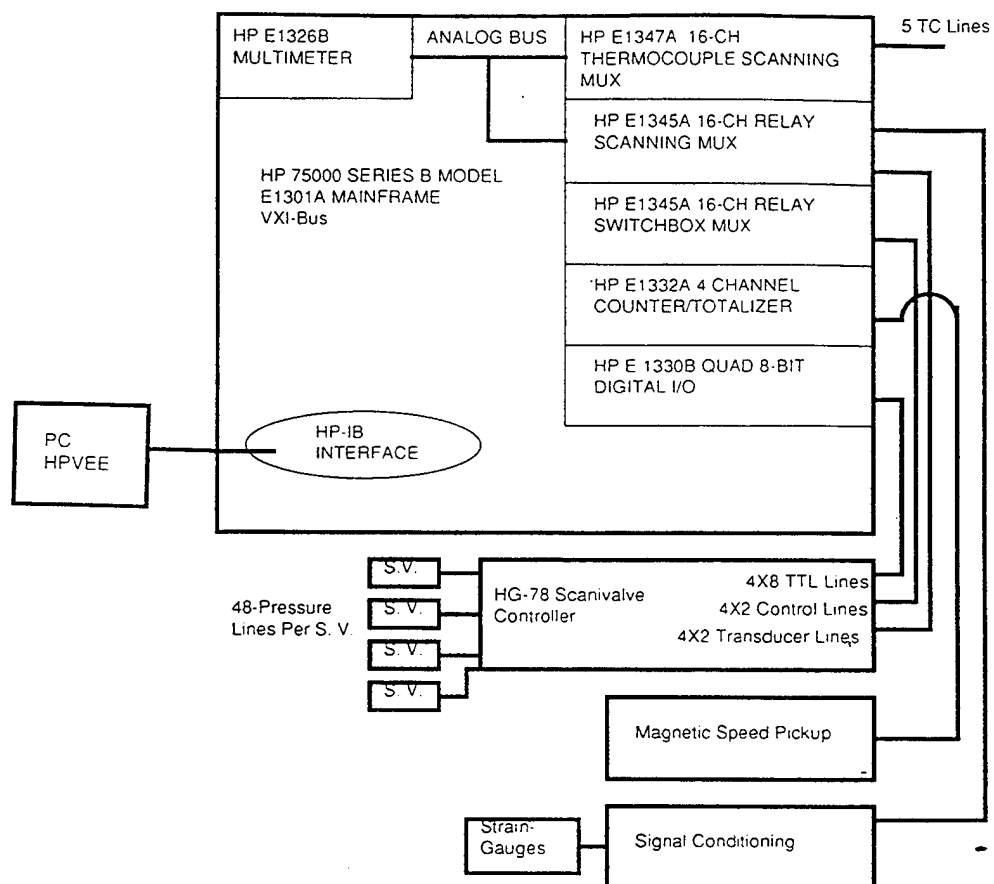 HP E1326B
MULTIMETER
ANALOG BUS
HP E1347A 16-CH
THERMOCOUPLE SCANNING
MUX
5 TC Lines
HP E1345A 16-CH RELAY
SCANNING MUX
HP 75000 SERIES B MODEL
E1301A MAINFRAME
VXI-Bus
HP E1345A 16-CH RELAY
SWITCHBOX MUX
HP E1332A 4 CHANNEL
COUNTER/TOTALIZER
HP E 1330B QUAD 8-BIT
DIGITAL I/O
PC
HPVEE
HP-IB
INTERFACE
48-Pressure
Lines Per S. V.
S.V.
S. V.
S. V.
S. V.
HG-78 Scanivalve
Controller
4X8 TTL Lines
4X2 Control Lines
4X2 Transducer Lines
Magnetic Speed Pickup
Strain-
Gauges
Signal Conditioning